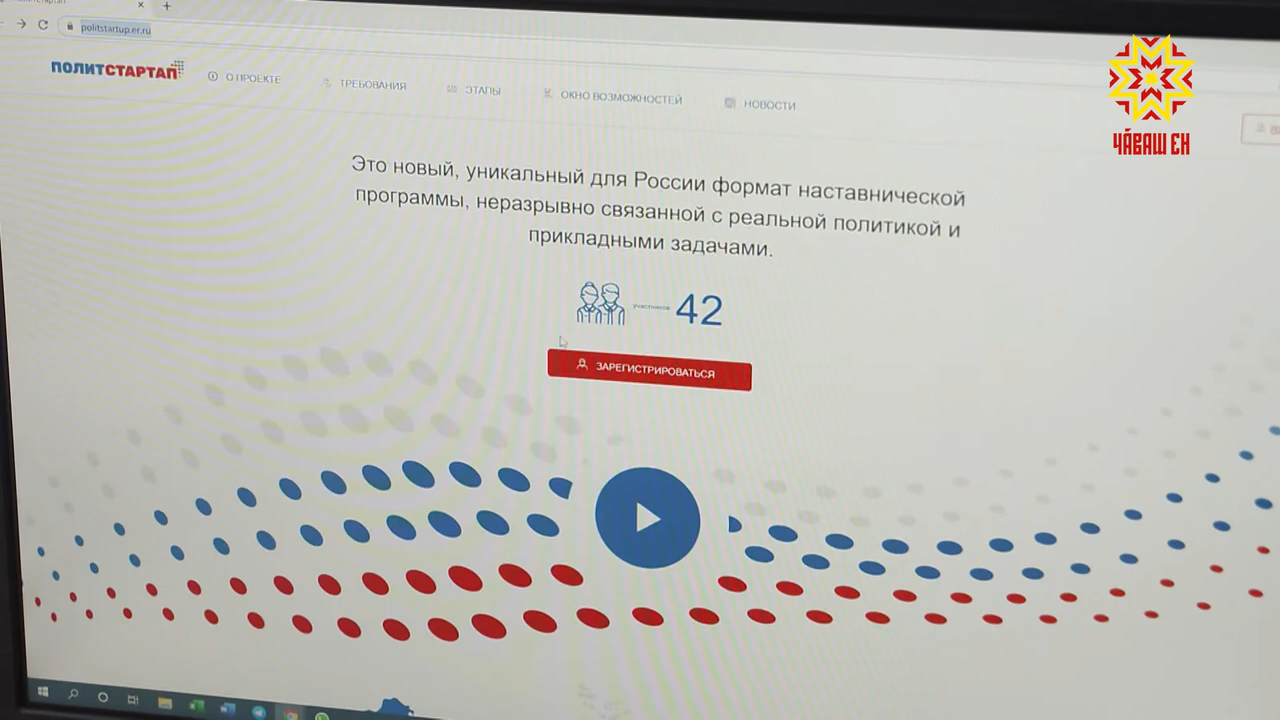 politstartup.er.ru
ПОЛИТСТАРТАП
О ПРОЕКТЕ
ТРЕБОВАНИЯ
ЭТАПЫ
ОКНО ВОЗМОЖНОСТЕЙ
НОВОСТИ
ЧӐВАШ ЕН
Это новый, уникальный для России формат наставнической
программы, неразрывно связанной с реальной политикой и
прикладными задачами.
участников 42
ЗАРЕГИСТРИРОВАТЬСЯ